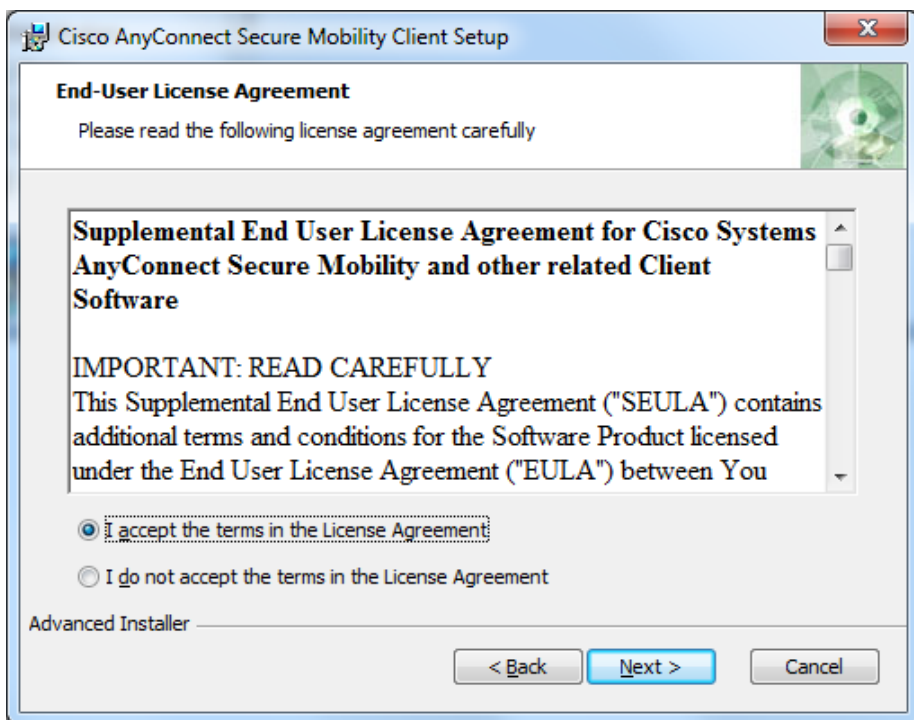 Cisco AnyConnect Secure Mobility Client Setup
End-User License Agreement
Please read the following license agreement carefully
Supplemental End User License Agreement for Cisco Systems
AnyConnect Secure Mobility and other related Client
Software
IMPORTANT: READ CAREFULLY
This Supplemental End User License Agreement ("SEULA") contains
additional terms and conditions for the Software Product licensed
under the End User License Agreement ("EULA") between You
I accept the terms in the License Agreement
I do not accept the terms in the License Agreement
Advanced Installer
< Back Next > Cancel